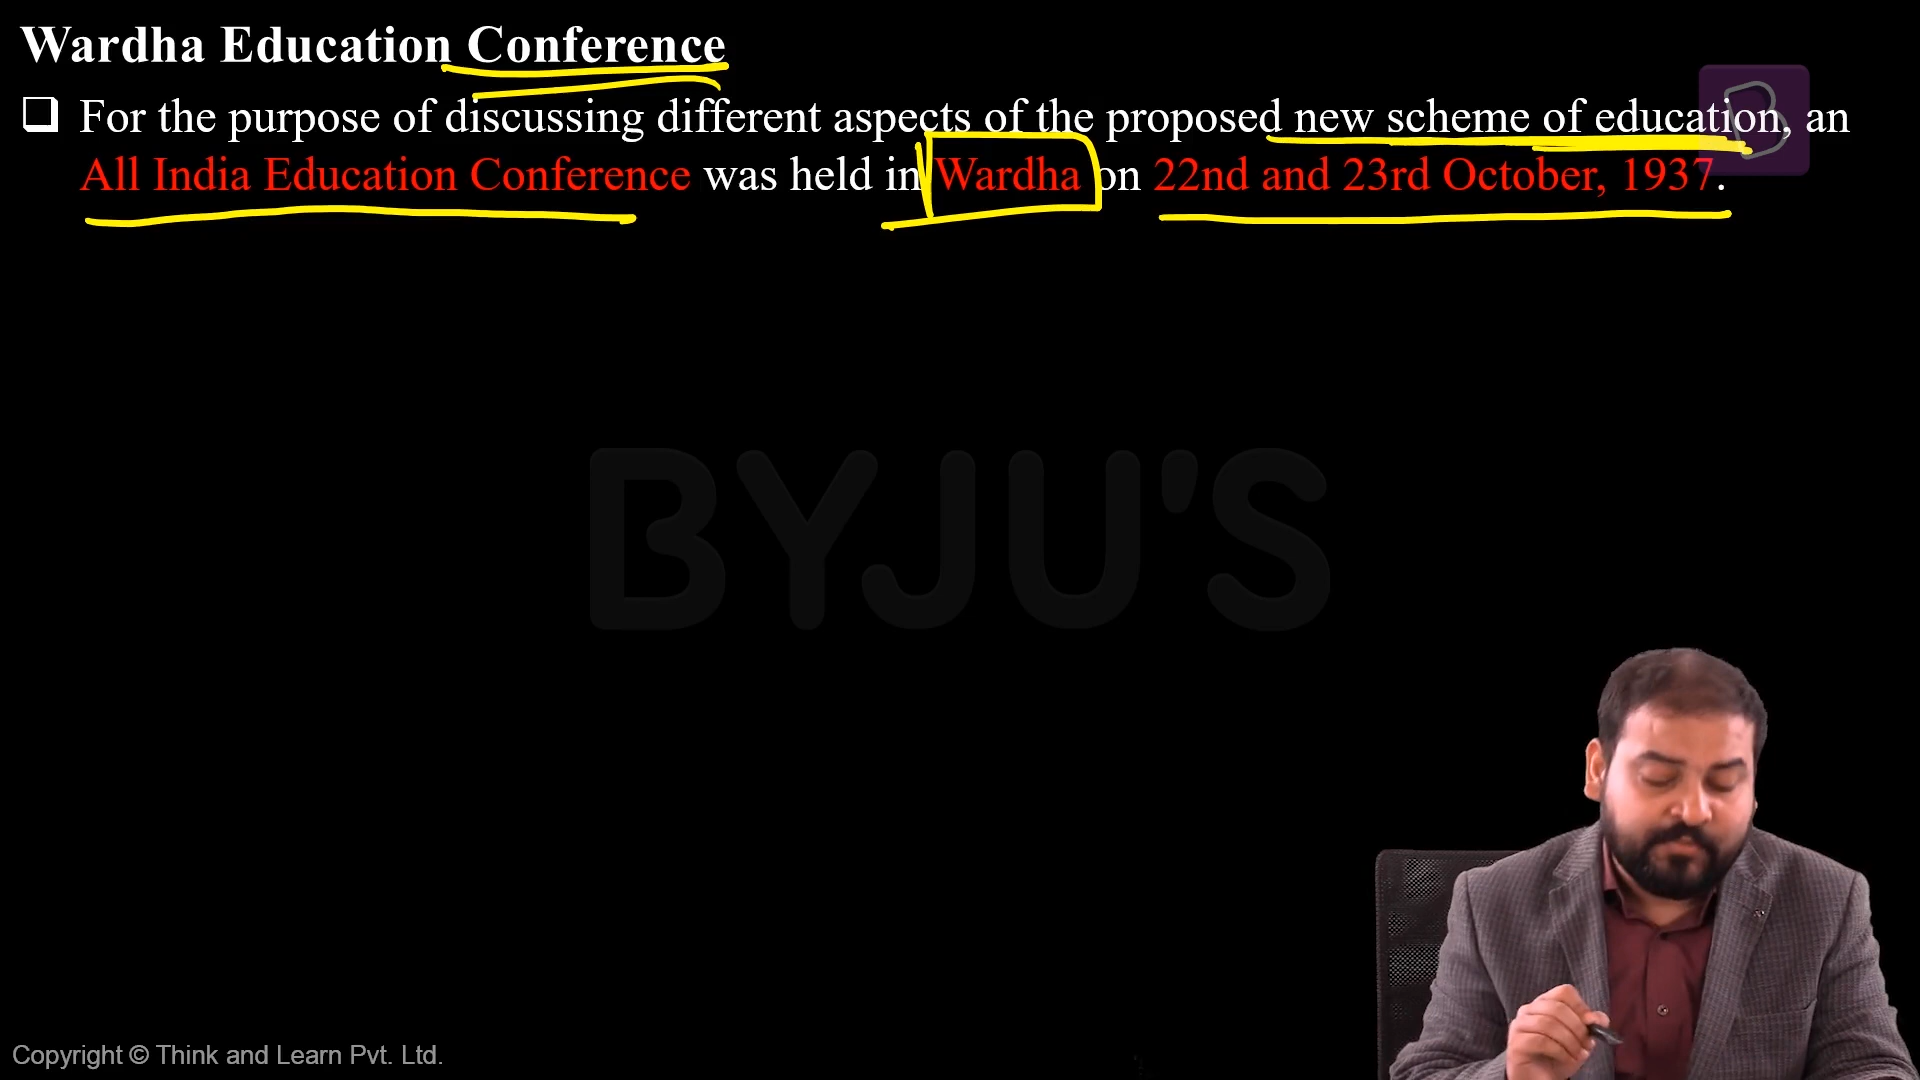 Wardha Education Conference
❑ For the purpose of discussing different aspects of the proposed new scheme of education, an
All India Education Conference was held in Wardha on 22nd and 23rd October, 1937.
B
BYJU'S
Copyright © Think and Learn Pvt. Ltd.